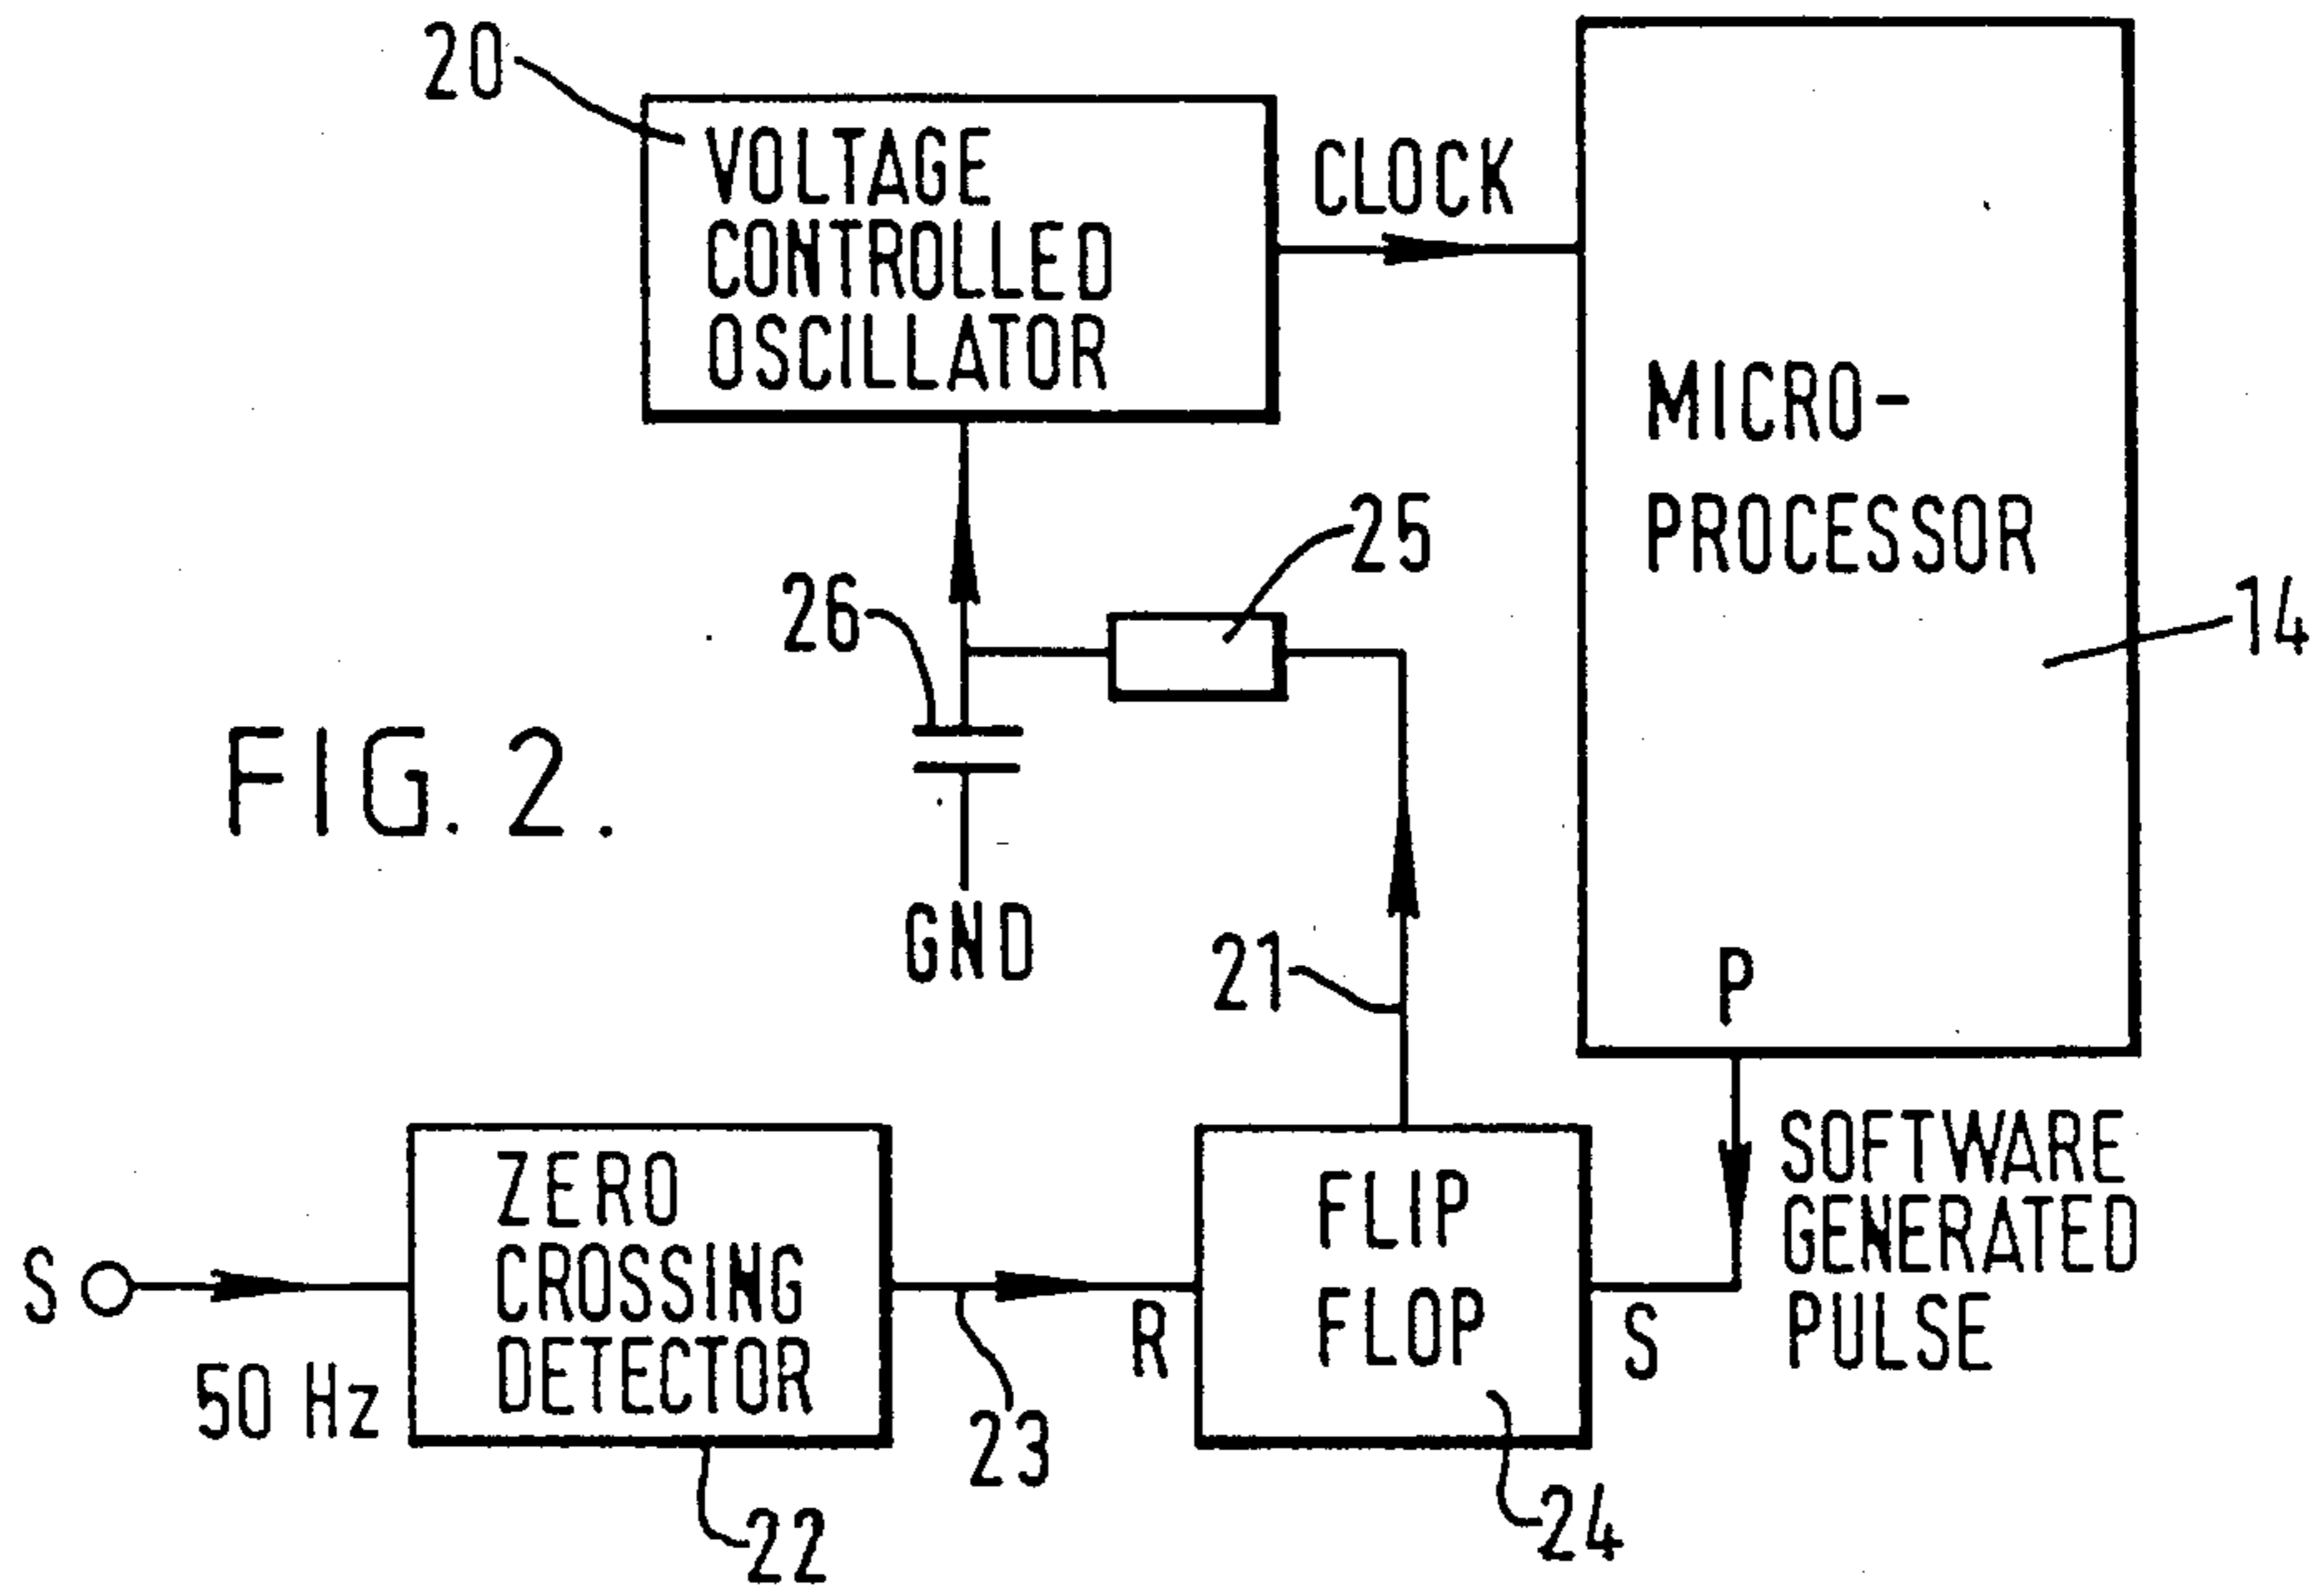 20
VOLTAGE
CONTROLLED
OSCILLATOR
CLOCK
MICRO-
PROCESSOR
14
25
26
FIG. 2.
GND
21
P
SOFTWARE
GENERATED
PULSE
S
50 Hz
ZERO
CROSSING
DETECTOR
22
23
R
FLIP
FLOP
S
24